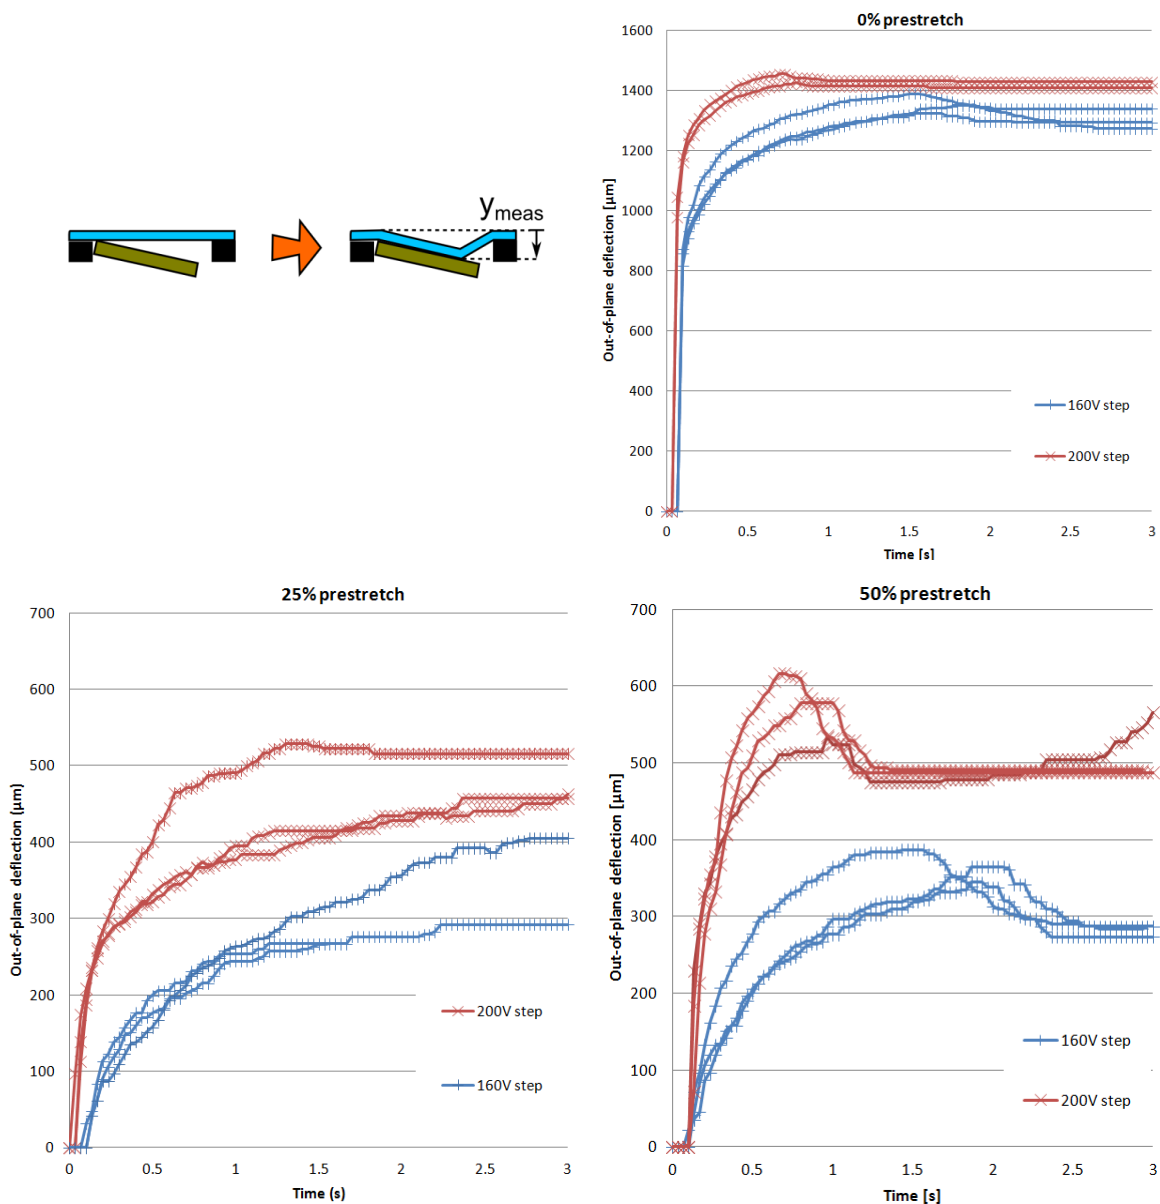 y_meas
0% prestretch
1600
1400
1200
1000
800
600
400
200
0
Out-of-plane deflection [µm]
0 0.5 1 1.5 2 2.5 3
Time [s]
160V step
200V step
25% prestretch
700
600
500
400
300
200
100
0
Out-of-plane deflection (µm)
0 0.5 1 1.5 2 2.5 3
Time (s)
200V step
160V step
50% prestretch
700
600
500
400
300
200
100
0
Out-of-plane deflection [µm]
0 0.5 1 1.5 2 2.5 3
Time [s]
160V step
200V step